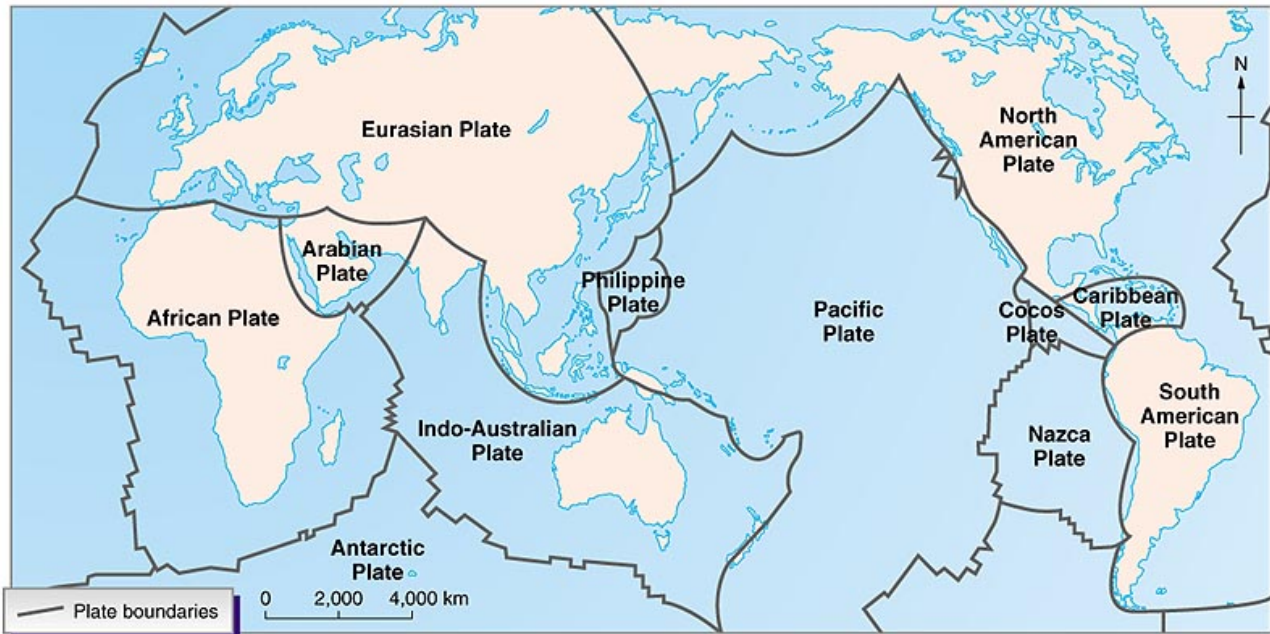 Eurasian Plate
North
American
Plate
N
Arabian
Plate
African Plate
Philippine
Plate
Pacific
Plate
Cocos
Plate
Caribbean
Plate
South
American
Plate
Indo-Australian
Plate
Nazca
Plate
Antarctic
Plate
Plate boundaries
0 2,000 4,000 km